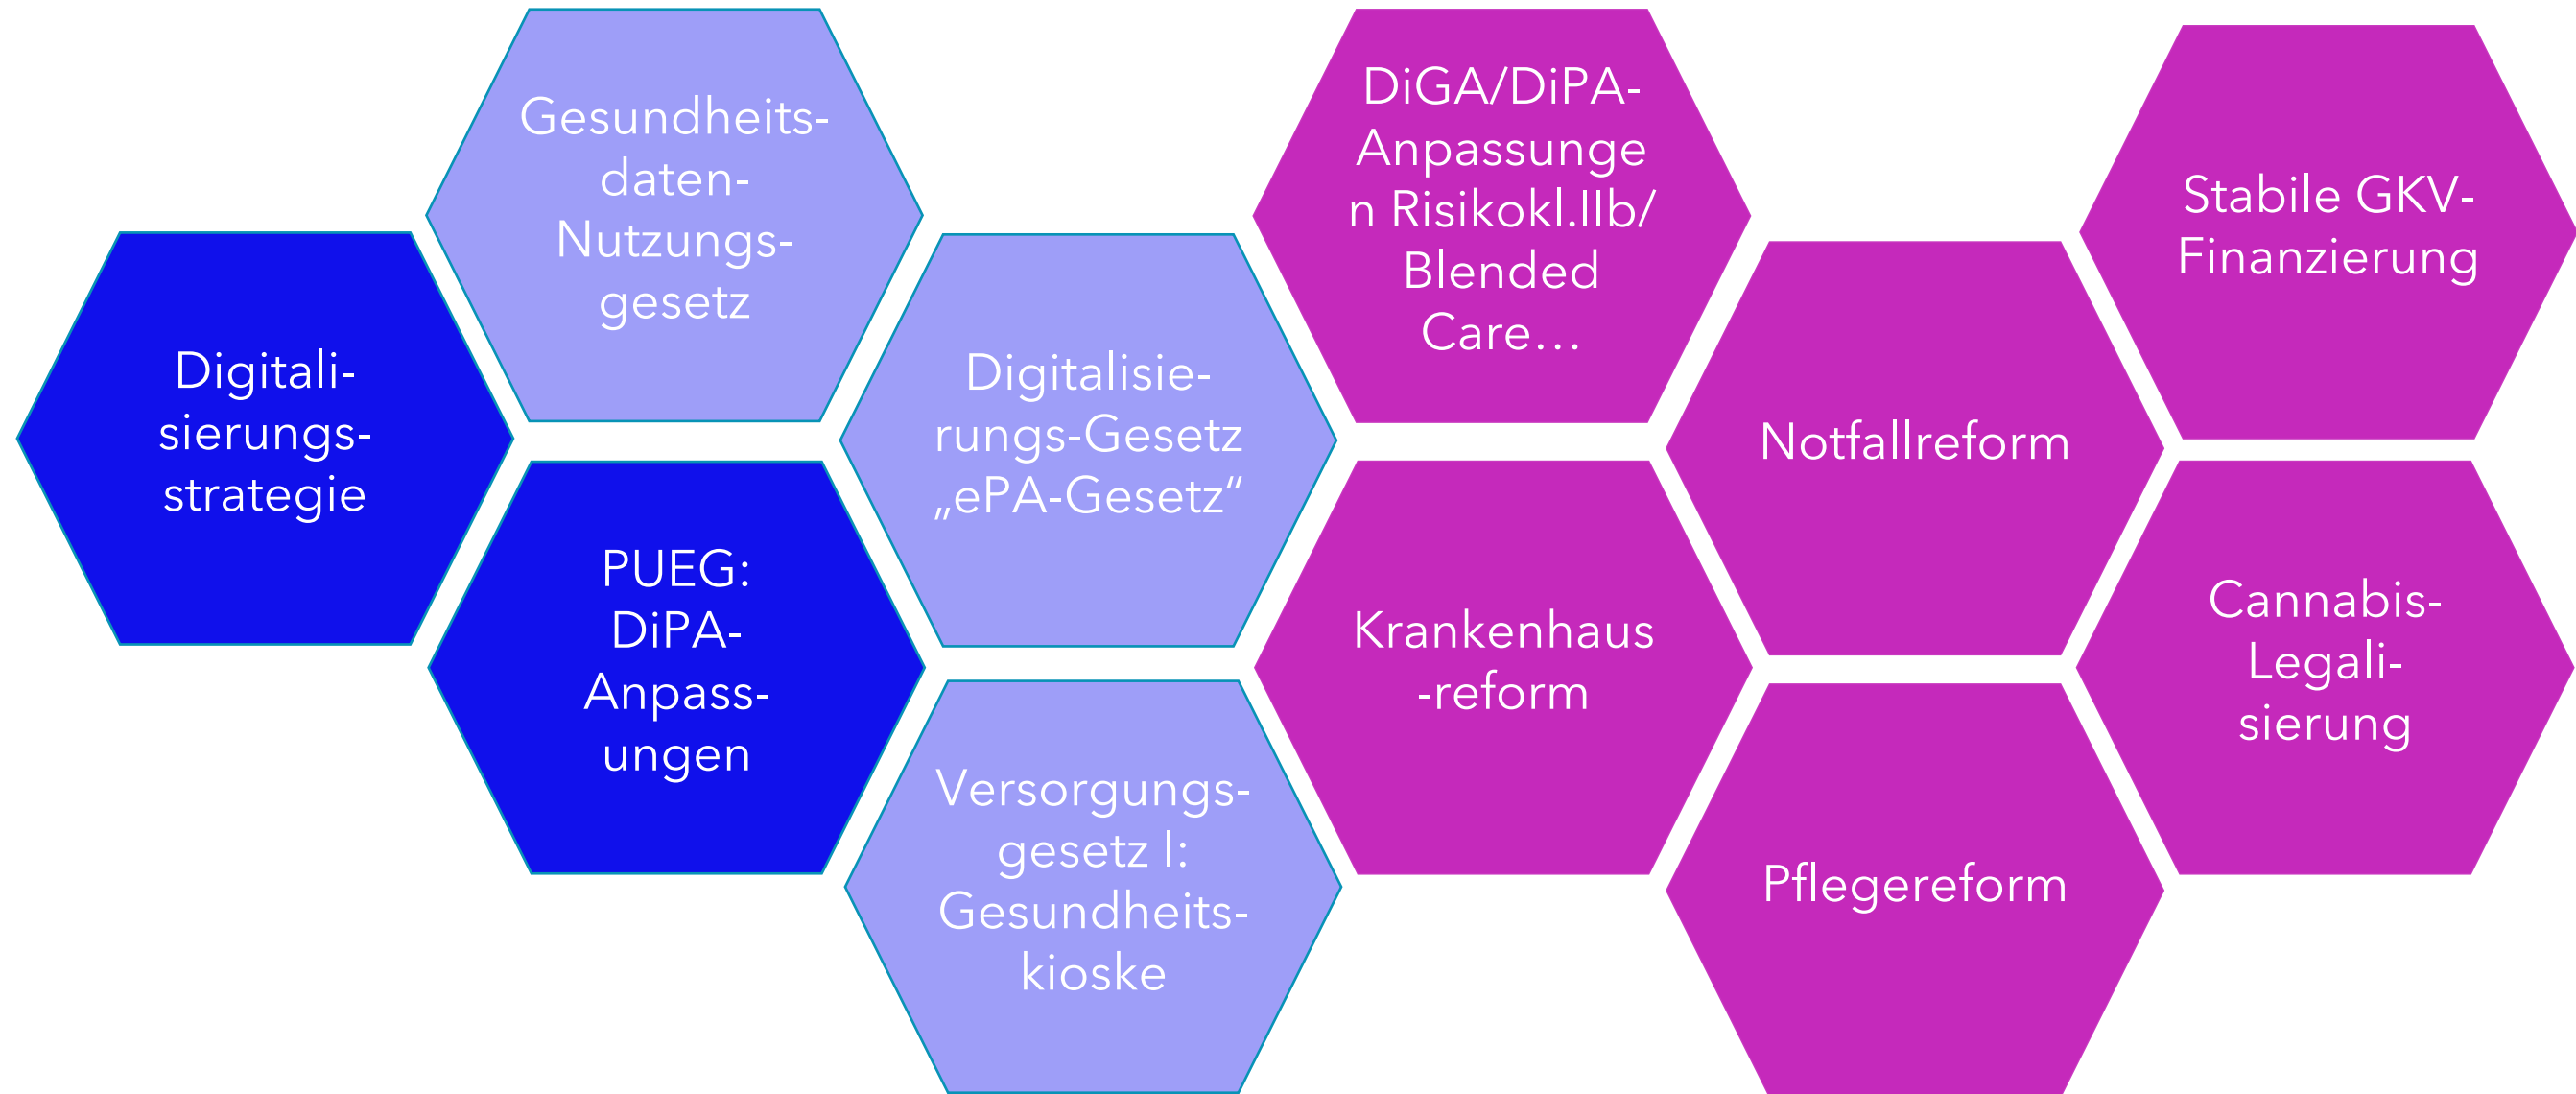 Digitali-
sierungs-
strategie
Gesundheits-
daten-
Nutzungs-
gesetz
PUEG:
DiPA-
Anpass-
ungen
Digitalisie-
rungs-Gesetz
„ePA-Gesetz“
Versorgungs-
gesetz I:
Gesundheits-
kioske
DiGA/DiPA-
Anpassunge
n Risikokl.IIb/
Blended
Care…
Krankenhaus
-reform
Notfallreform
Pflegereform
Stabile GKV-
Finanzierung
Cannabis-
Legali-
sierung